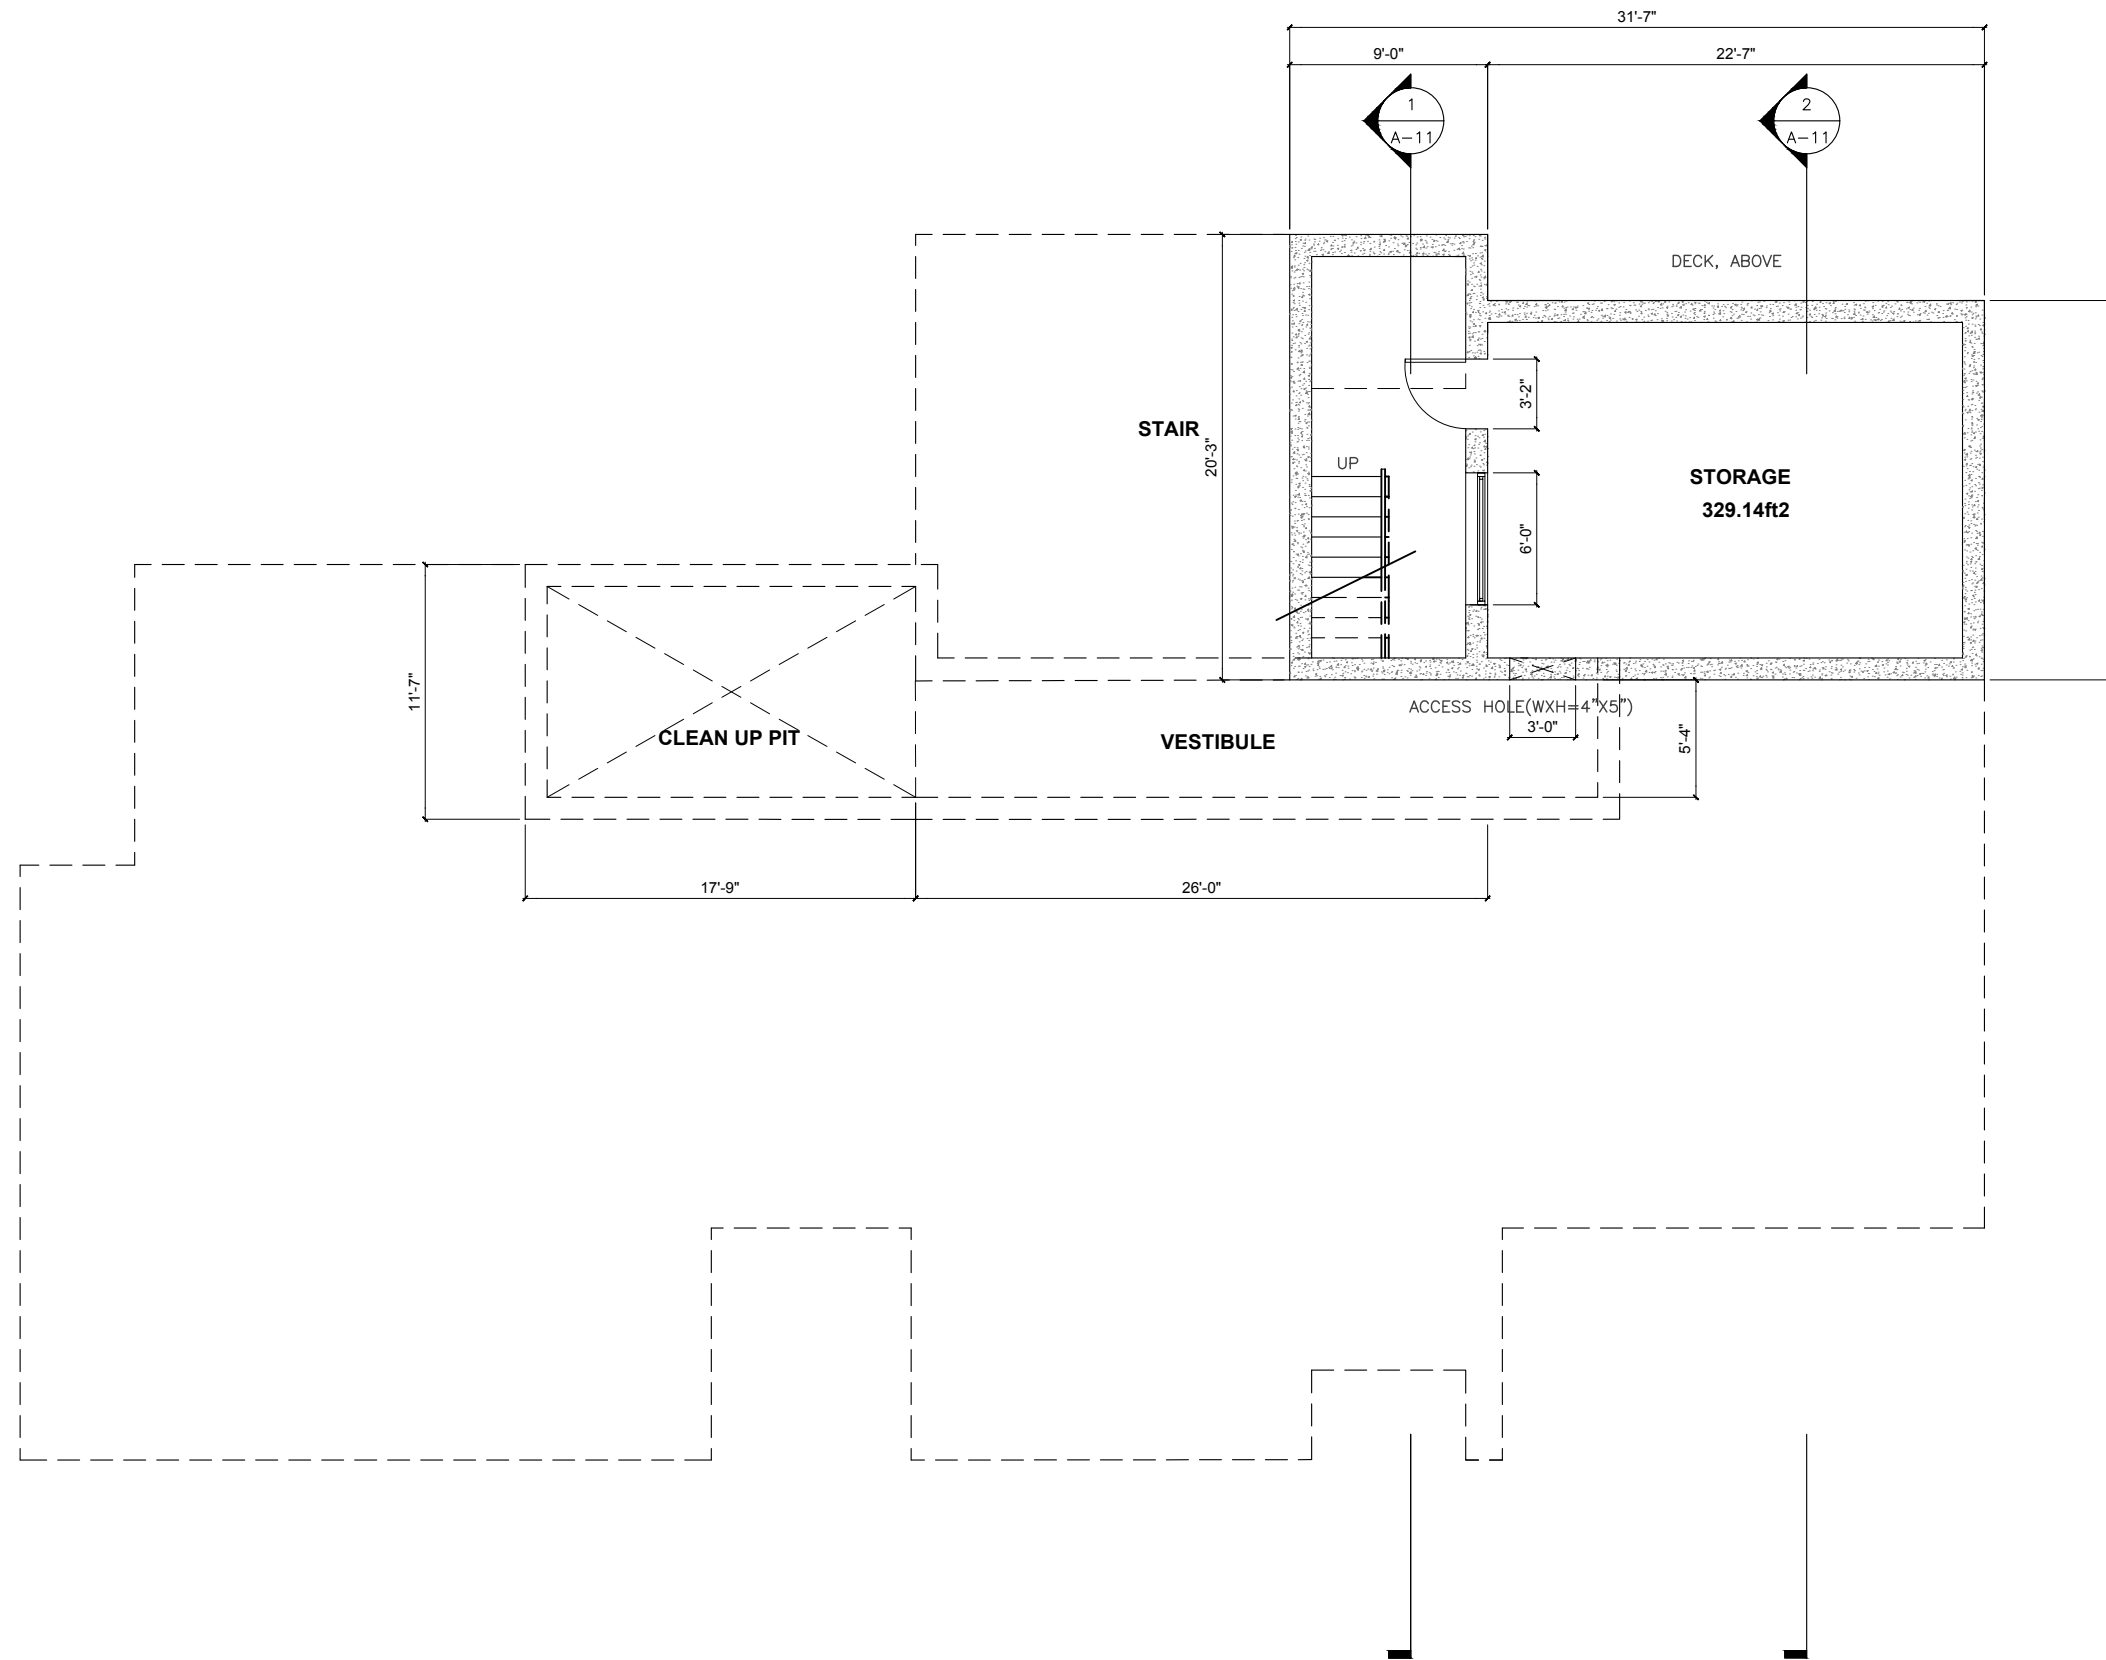 31'-7"
9'-0"
22'-7"
1
A-11
2
A-11
DECK, ABOVE
STAIR
20'-3"
UP
3'-2"
STORAGE
329.14ft2
6'-0"
11'-7"
ACCESS HOLE(WXH=4"X5")
3'-0"
5'-4"
CLEAN UP PIT
VESTIBULE
17'-9"
26'-0"